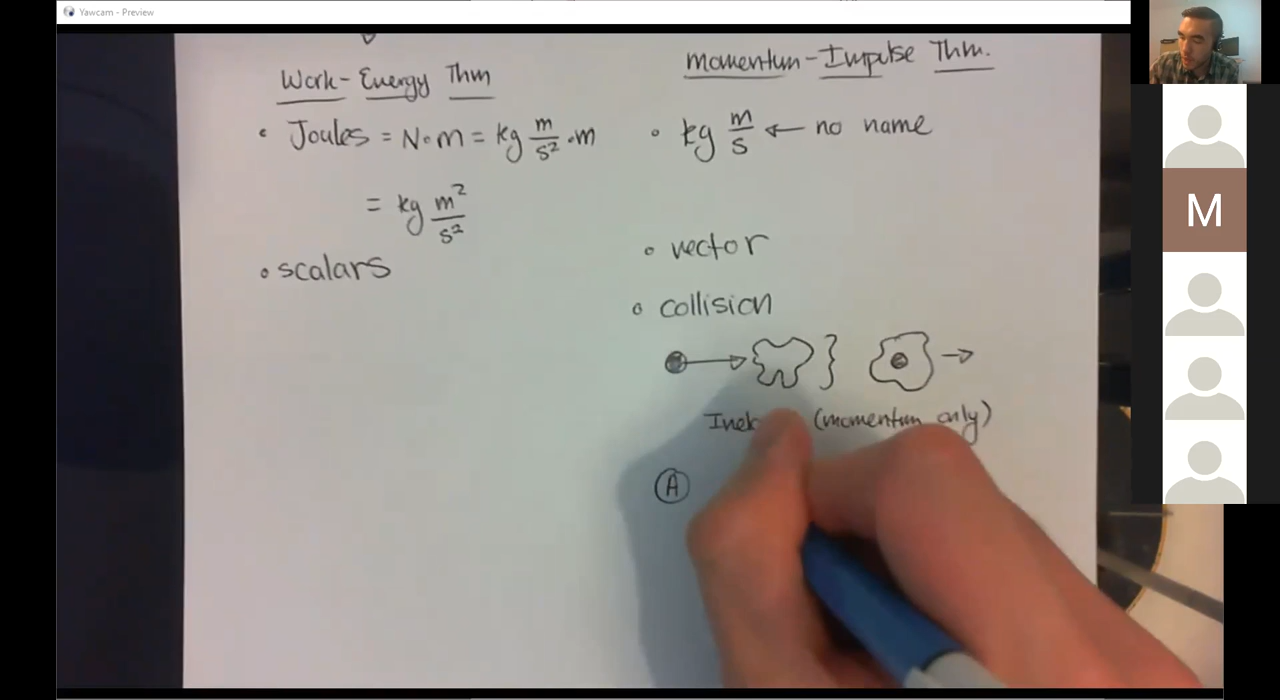 Yawcam - Preview
Work-Energy Thm
• Joules = N·m = kg m/s² · m
= kg m²/s²
• scalars
Momentum-Impulse Thm.
• kg m/s ← no name
• vector
• collision
(momentum only)
A
M